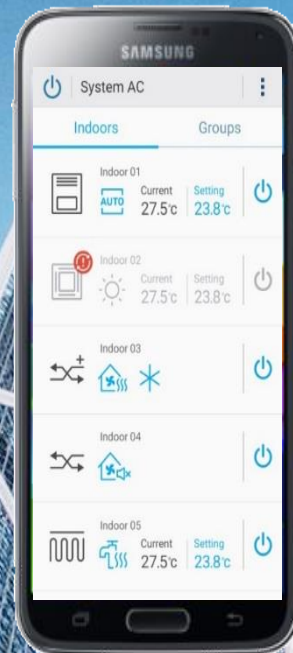 SAMSUNG
System AC
Indoors Groups
Indoor 01
AUTO Current 27.5°c Setting 23.8°c
Indoor 02
Current 27.5°c Setting 23.8°c
Indoor 03
Indoor 04
Indoor 05
Current 27.5°c Setting 23.8°c